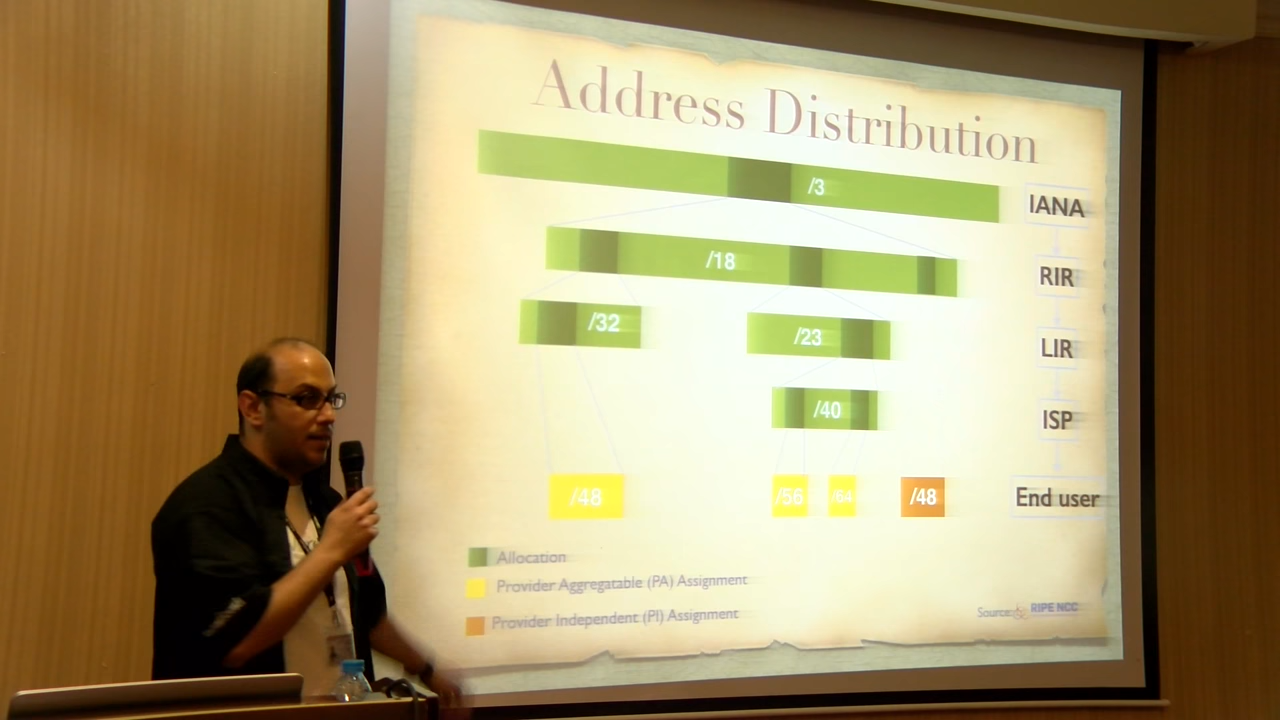 Address Distribution
/3
IANA
/18
RIR
/32
/23
LIR
/40
ISP
/48
/56
/64
/48
End user
Allocation
Provider Aggregatable (PA) Assignment
Provider Independent (PI) Assignment
Source: RIPE NCC